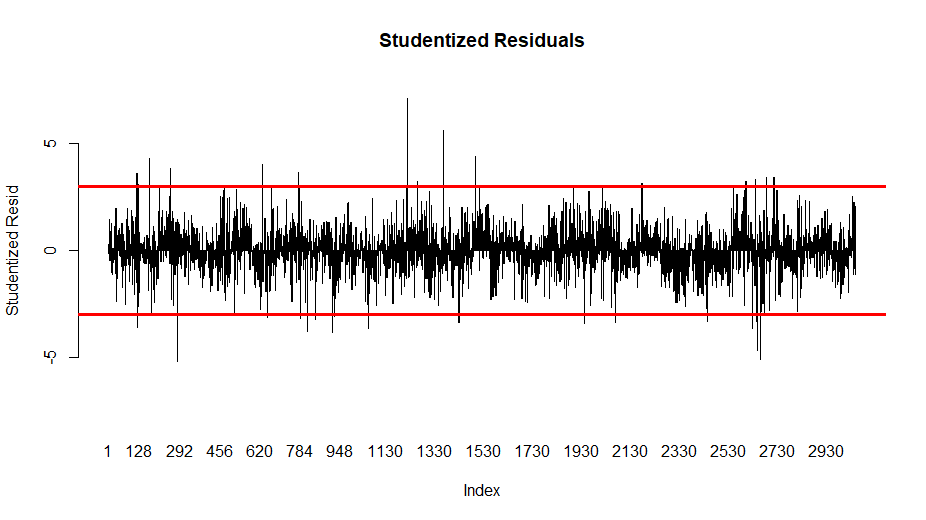 Studentized Residuals
Studentized Resid
5
0
-5
1 128 292 456 620 784 948 1130 1330 1530 1730 1930 2130 2330 2530 2730 2930
Index